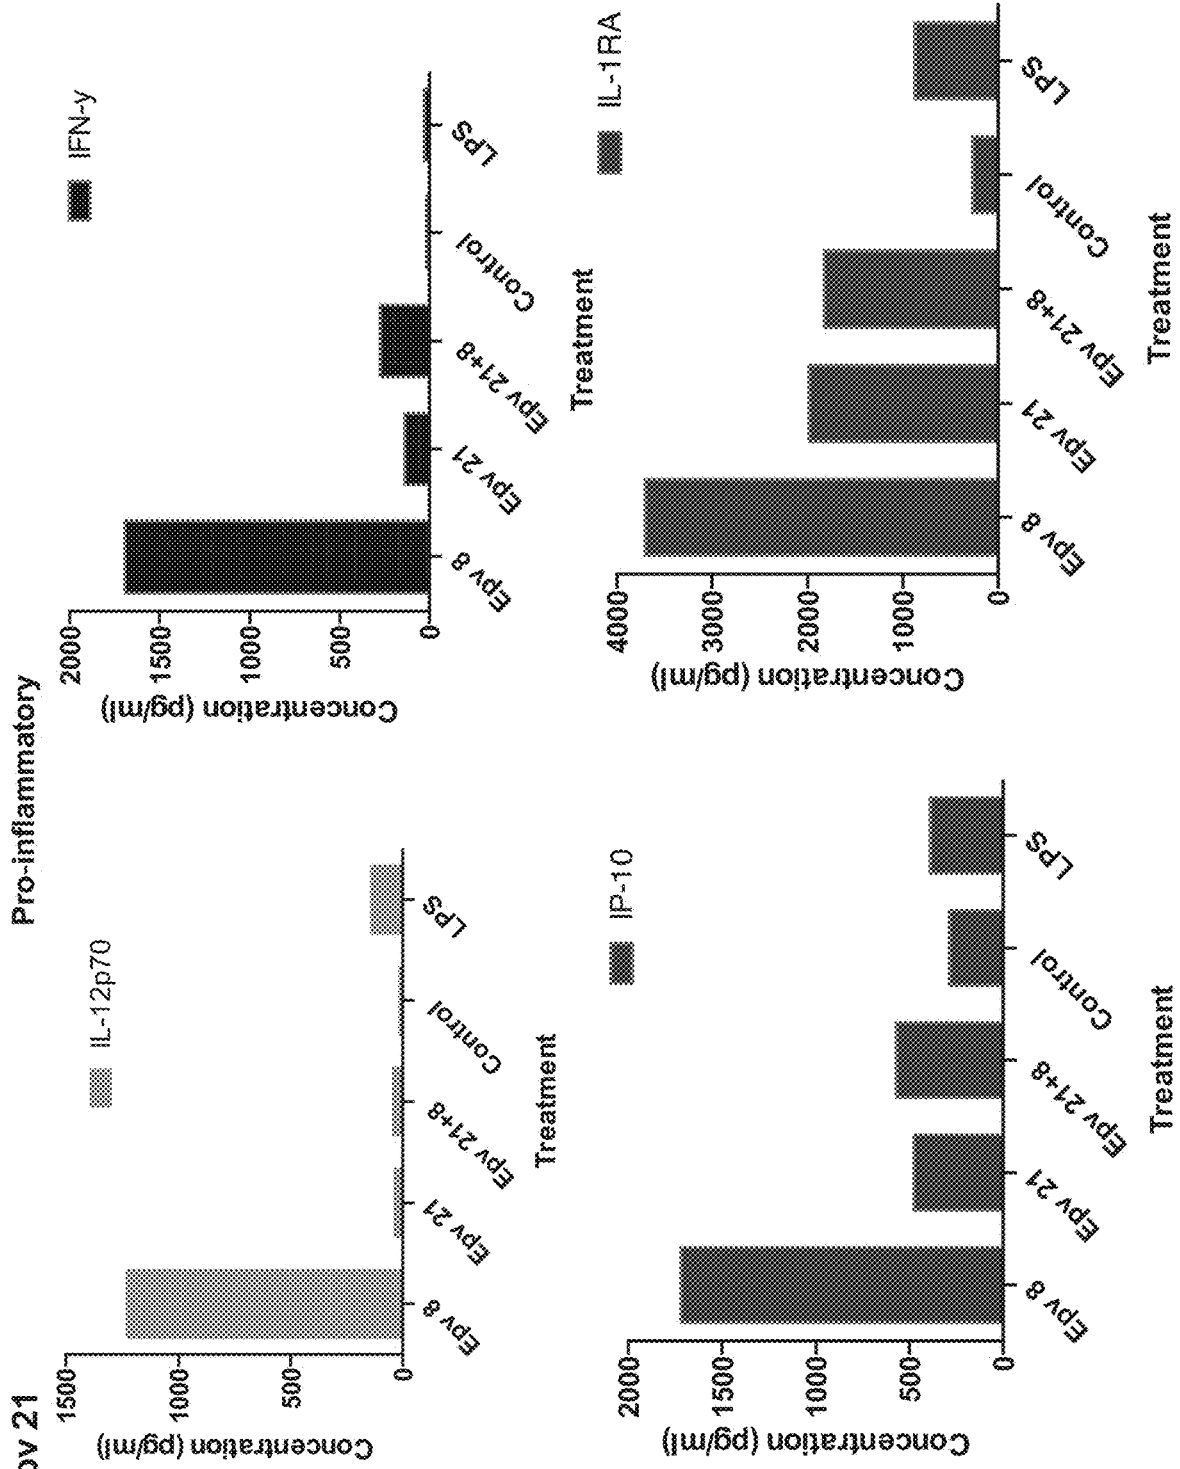 pv 21
Pro-inflammatory
IL-12p70
Concentration (pg/ml)
1500
1000
500
0
Epv 8
Epv 21
Epv 21+8
Control
LPS
Treatment
IFN-y
Concentration (pg/ml)
2000
1500
1000
500
0
Epv 8
Epv 21
Epv 21+8
Control
LPS
Treatment
IP-10
Concentration (pg/ml)
2000
1500
1000
500
0
Epv 8
Epv 21
Epv 21+8
Control
LPS
Treatment
IL-1RA
Concentration (pg/ml)
4000
3000
2000
1000
0
Epv 8
Epv 21
Epv 21+8
Control
LPS
Treatment